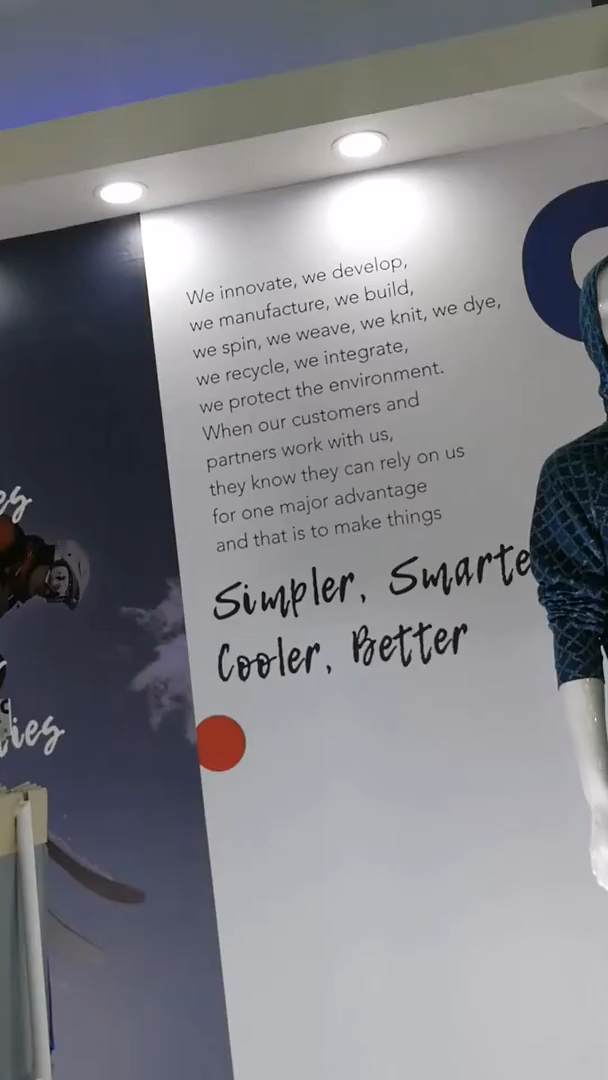 We innovate, we develop,
we manufacture, we build,
we spin, we weave, we knit, we dye,
we recycle, we integrate,
we protect the environment.
When our customers and
partners work with us,
they know they can rely on us
for one major advantage
and that is to make things
Simpler, Smarte
Cooler, Better